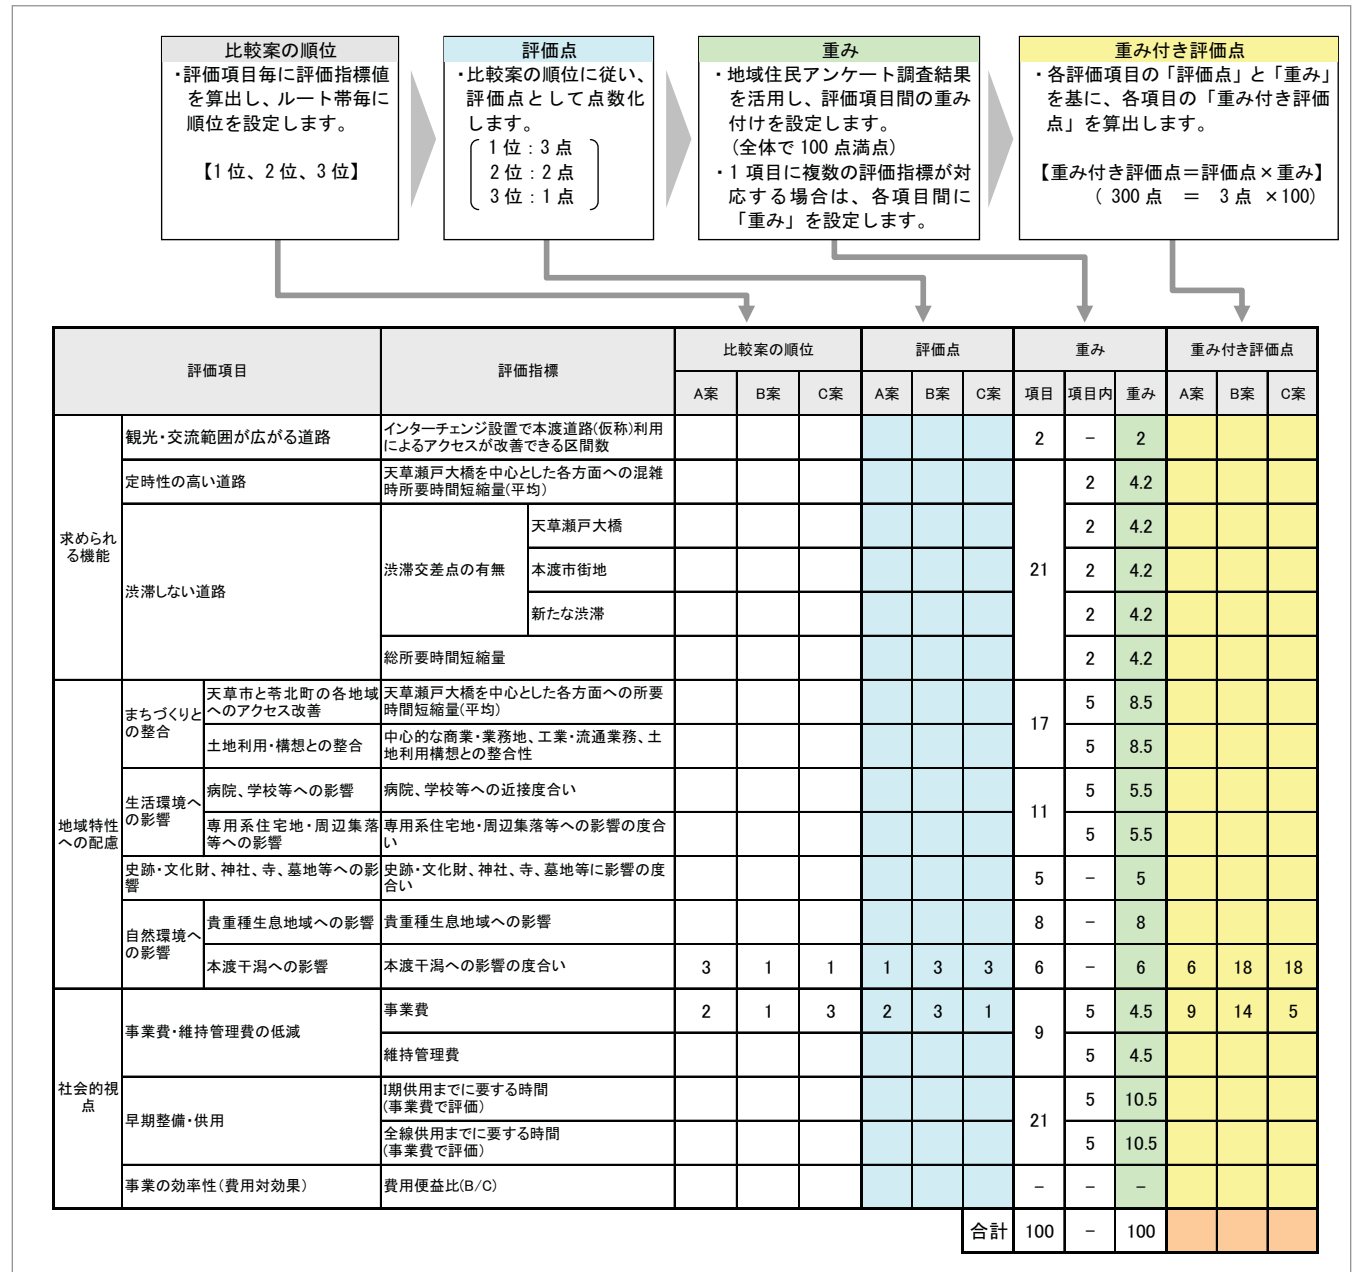 比較案の順位
・評価項目毎に評価指標値
を算出し、ルート帯毎に
順位を設定します。
【1位、2位、3位】
評価点
・比較案の順位に従い、
評価点として点数化
します。
1位：3点
2位：2点
3位：1点
重み
・地域住民アンケート調査結果
を活用し、評価項目間の重み
付けを設定します。
（全体で100点満点）
・1項目に複数の評価指標が対
応する場合は、各項目間に
「重み」を設定します。
重み付き評価点
・各評価項目の「評価点」と「重み」
を基に、各項目の「重み付き評価
点」を算出します。
【重み付き評価点＝評価点×重み】
（ 300点 ＝ 3点 ×100）
評価項目 評価指標 比較案の順位 評価点 重み 重み付き評価点
A案 B案 C案 A案 B案 C案 項目 項目内 重み A案 B案 C案
求められ
る機能
観光・交流範囲が広がる道路
インターチェンジ設置で本渡道路(仮称)利用
によるアクセスが改善できる区間数
2 － 2
定時性の高い道路
天草瀬戸大橋を中心とした各方面への混雑
時所要時間短縮量(平均)
21
2 4.2
渋滞しない道路
渋滞交差点の有無
天草瀬戸大橋
2 4.2
本渡市街地
2 4.2
新たな渋滞
2 4.2
総所要時間短縮量
2 4.2
地域特性
への配慮
まちづくりと
の整合
天草市と苓北町の各地域
へのアクセス改善
天草瀬戸大橋を中心とした各方面への所要
時間短縮量(平均)
17
5 8.5
土地利用・構想との整合
中心的な商業・業務地、工業・流通業務、土
地利用構想との整合性
5 8.5
生活環境へ
の影響
病院、学校等への影響
病院、学校等への近接度合い
11
5 5.5
専用系住宅地・周辺集落
等への影響
専用系住宅地・周辺集落等への影響の度合
い
5 5.5
史跡・文化財、神社、寺、墓地等への影
響
史跡・文化財、神社、寺、墓地等に影響の度
合い
5 － 5
自然環境へ
の影響
貴重種生息地域への影響
貴重種生息地域への影響
8 － 8
本渡干潟への影響
本渡干潟への影響の度合い
3 1 1 1 3 3 6 － 6 6 18 18
社会的視
点
事業費・維持管理費の低減
事業費
2 1 3 2 3 1 9 5 4.5 9 14 5
維持管理費
5 4.5
早期整備・供用
I期供用までに要する時間
(事業費で評価)
21
5 10.5
全線供用までに要する時間
(事業費で評価)
5 10.5
事業の効率性(費用対効果)
費用便益比(B/C)
－ － －
合計 100 － 100